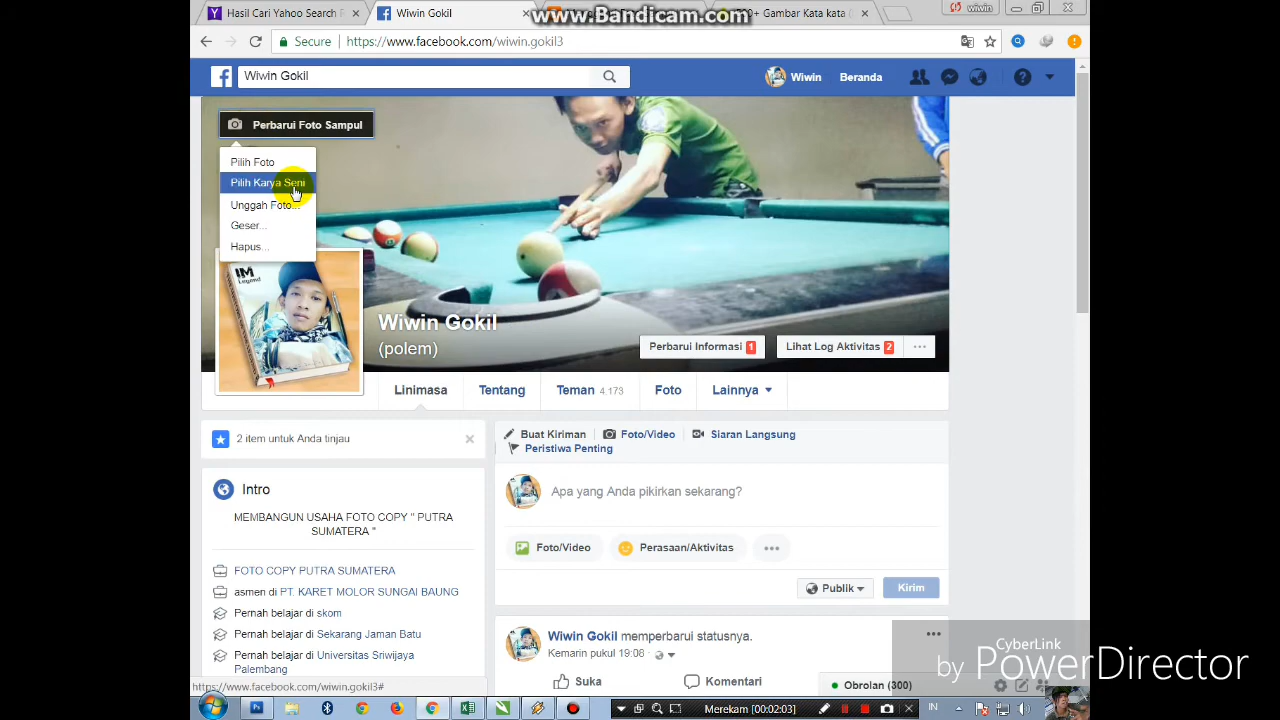 Hasil Cari Yahoo Search R
Wiwin Gokil
Gambar Kata kata (
www.Bandicam.com
wiwin
Secure
https://www.facebook.com/wiwin.gokil3
Wiwin Gokil
Wiwin
Beranda
Perbarui Foto Sampul
Pilih Foto
Pilih Karya Seni
Unggah Foto...
Geser...
Hapus...
IM
Legend
Wiwin Gokil
(polem)
Perbarui Informasi 1
Lihat Log Aktivitas 2
Linimasa
Tentang
Teman 4.173
Foto
Lainnya
2 item untuk Anda tinjau
Intro
MEMBANGUN USAHA FOTO COPY " PUTRA
SUMATERA "
FOTO COPY PUTRA SUMATERA
asmen di PT. KARET MOLOR SUNGAI BAUNG
Pernah belajar di skom
Pernah belajar di Sekarang Jaman Batu
Pernah belajar di Universitas Sriwijaya
Palembang
Buat Kiriman
Foto/Video
Siaran Langsung
Peristiwa Penting
Apa yang Anda pikirkan sekarang?
Foto/Video
Perasaan/Aktivitas
Publik
Kirim
Wiwin Gokil memperbarui statusnya.
Kemarin pukul 19:08
Suka
Komentari
Obrolan (300)
https://www.facebook.com/wiwin.gokil3#
CyberLink
by PowerDirector
Merekam [00:02:03]
IN